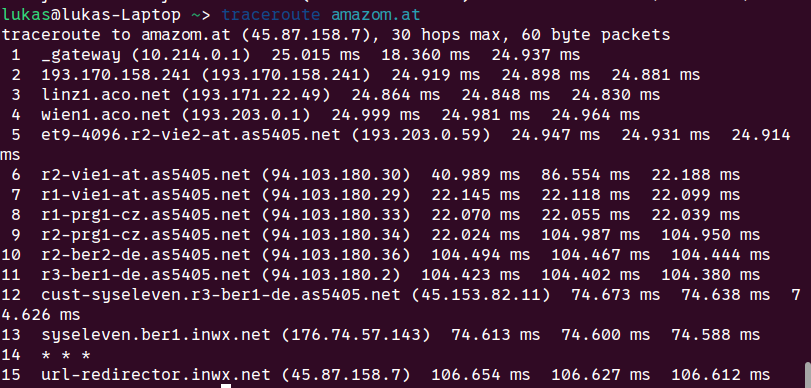 lukas@lukas-Laptop ~> traceroute amazom.at
traceroute to amazom.at (45.87.158.7), 30 hops max, 60 byte packets
 1  _gateway (10.214.0.1)  25.015 ms  18.360 ms  24.937 ms
 2  193.170.158.241 (193.170.158.241)  24.919 ms  24.898 ms  24.881 ms
 3  linz1.aco.net (193.171.22.49)  24.864 ms  24.848 ms  24.830 ms
 4  wien1.aco.net (193.203.0.1)  24.999 ms  24.981 ms  24.964 ms
 5  et9-4096.r2-vie2-at.as5405.net (193.203.0.59)  24.947 ms  24.931 ms  24.914
ms
 6  r2-vie1-at.as5405.net (94.103.180.30)  40.989 ms  86.554 ms  22.188 ms
 7  r1-vie1-at.as5405.net (94.103.180.29)  22.145 ms  22.118 ms  22.099 ms
 8  r1-prg1-cz.as5405.net (94.103.180.33)  22.070 ms  22.055 ms  22.039 ms
 9  r2-prg1-cz.as5405.net (94.103.180.34)  22.024 ms  104.987 ms  104.950 ms
10  r2-ber2-de.as5405.net (94.103.180.36)  104.494 ms  104.467 ms  104.444 ms
11  r3-ber1-de.as5405.net (94.103.180.2)  104.423 ms  104.402 ms  104.380 ms
12  cust-syseleven.r3-ber1-de.as5405.net (45.153.82.11)  74.673 ms  74.638 ms  7
4.626 ms
13  syseleven.ber1.inwx.net (176.74.57.143)  74.613 ms  74.600 ms  74.588 ms
14  * * *
15  url-redirector.inwx.net (45.87.158.7)  106.654 ms  106.627 ms  106.612 ms